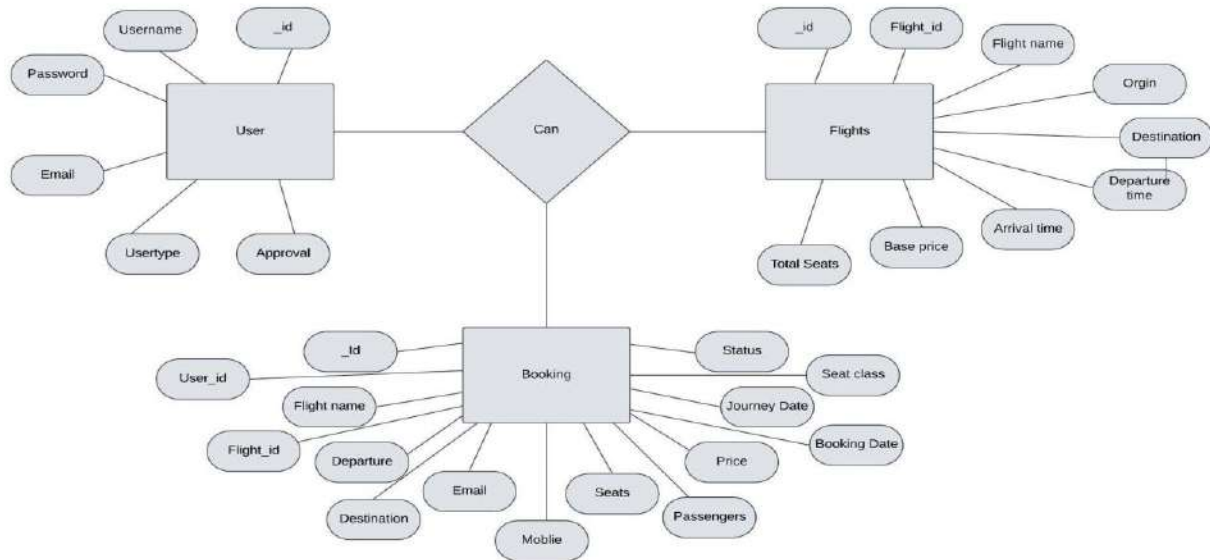 Username
_id
Password
User
Email
Usertype
Approval
Can
_id
Flight_id
Flight name
Orgin
Flights
Destination
Departure
time
Arrival time
Base price
Total Seats
_Id
User_id
Flight name
Flight_id
Departure
Destination
Email
Moblie
Booking
Status
Seat class
Journey Date
Booking Date
Price
Seats
Passengers